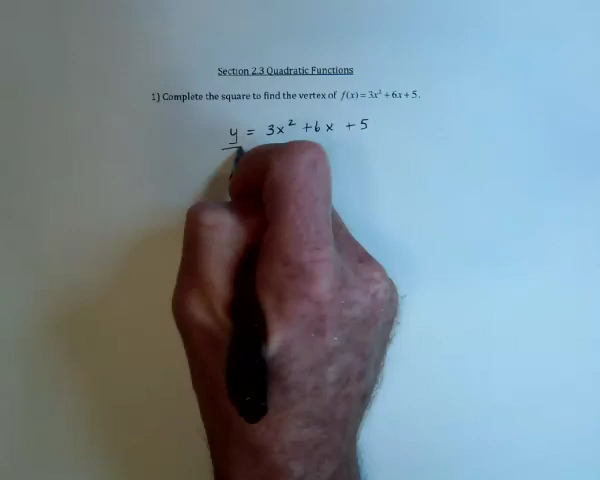 Section 2.3 Quadratic Functions
1) Complete the square to find the vertex of f(x) = 3x² + 6x + 5.
y = 3x² + 6x + 5